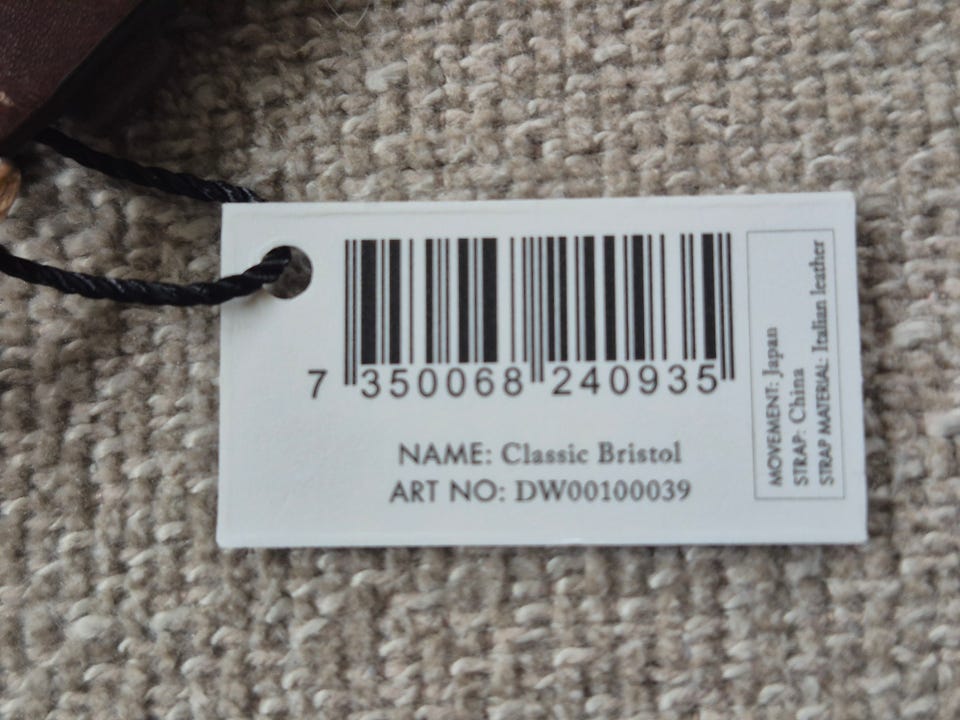 7 350068 240935
NAME: Classic Bristol
ART NO: DW00100039
MOVEMENT: Japan
STRAP: China
STRAP MATERIAL: Italian leather